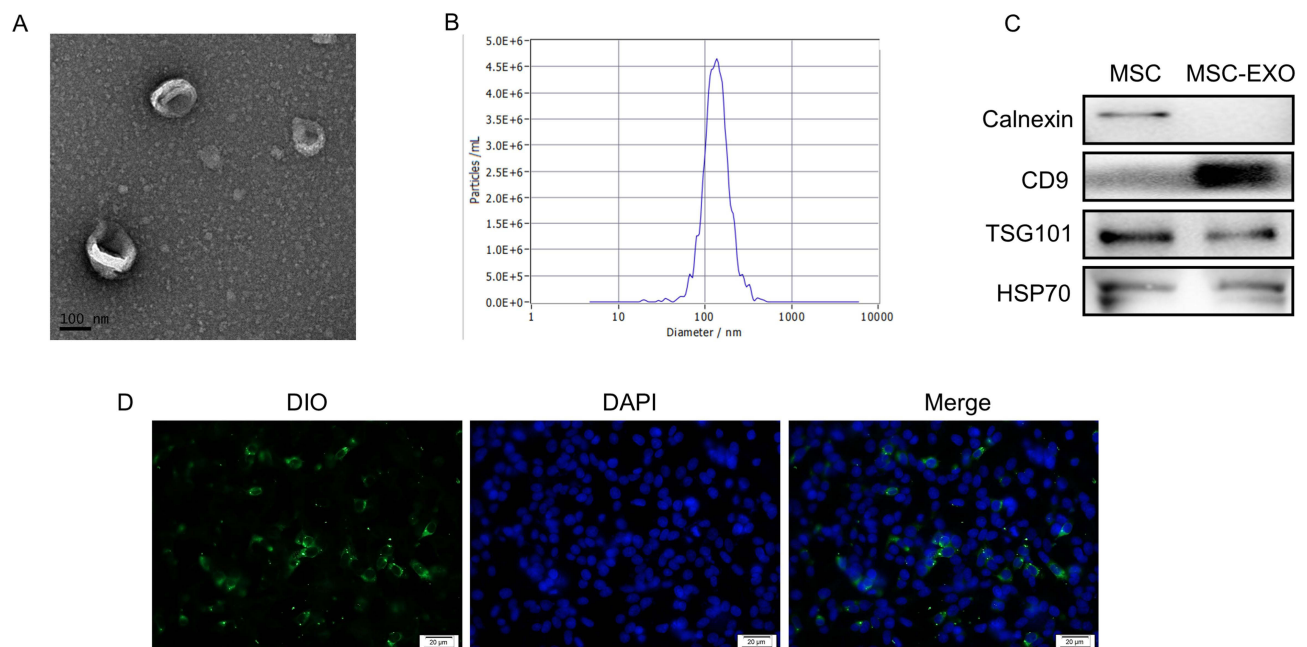 A
100 nm
B
5.0E+6
4.5E+6
4.0E+6
3.5E+6
3.0E+6
2.5E+6
2.0E+6
1.5E+6
1.0E+6
5.0E+5
0.0E+0
Particles /mL
1 10 100 1000 10000
Diameter / nm
C
MSC MSC-EXO
Calnexin
CD9
TSG101
HSP70
D
DIO DAPI Merge
20 μm 20 μm 20 μm